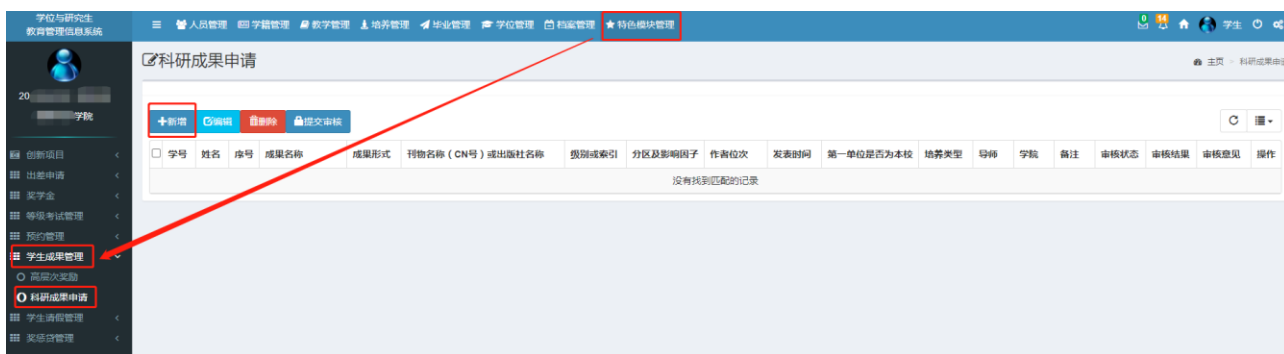 学位与研究生
教育管理信息系统
人员管理 学籍管理 教学管理 培养管理 毕业管理 学位管理 档案管理 特色模块管理
0 14 学生
科研成果申请
主页 > 科研成果申请
20
学院
新增 编辑 删除 提交审核
学号 姓名 序号 成果名称 成果形式 刊物名称（CN号）或出版社名称 级别或索引 分区及影响因子 作者位次 发表时间 第一单位是否为本校 培养类型 导师 学院 备注 审核状态 审核结果 审核意见 操作
没有找到匹配的记录
创新项目
出差申请
奖学金
等级考试管理
预约管理
学生成果管理
高层次奖励
科研成果申请
学生请假管理
奖惩贷管理